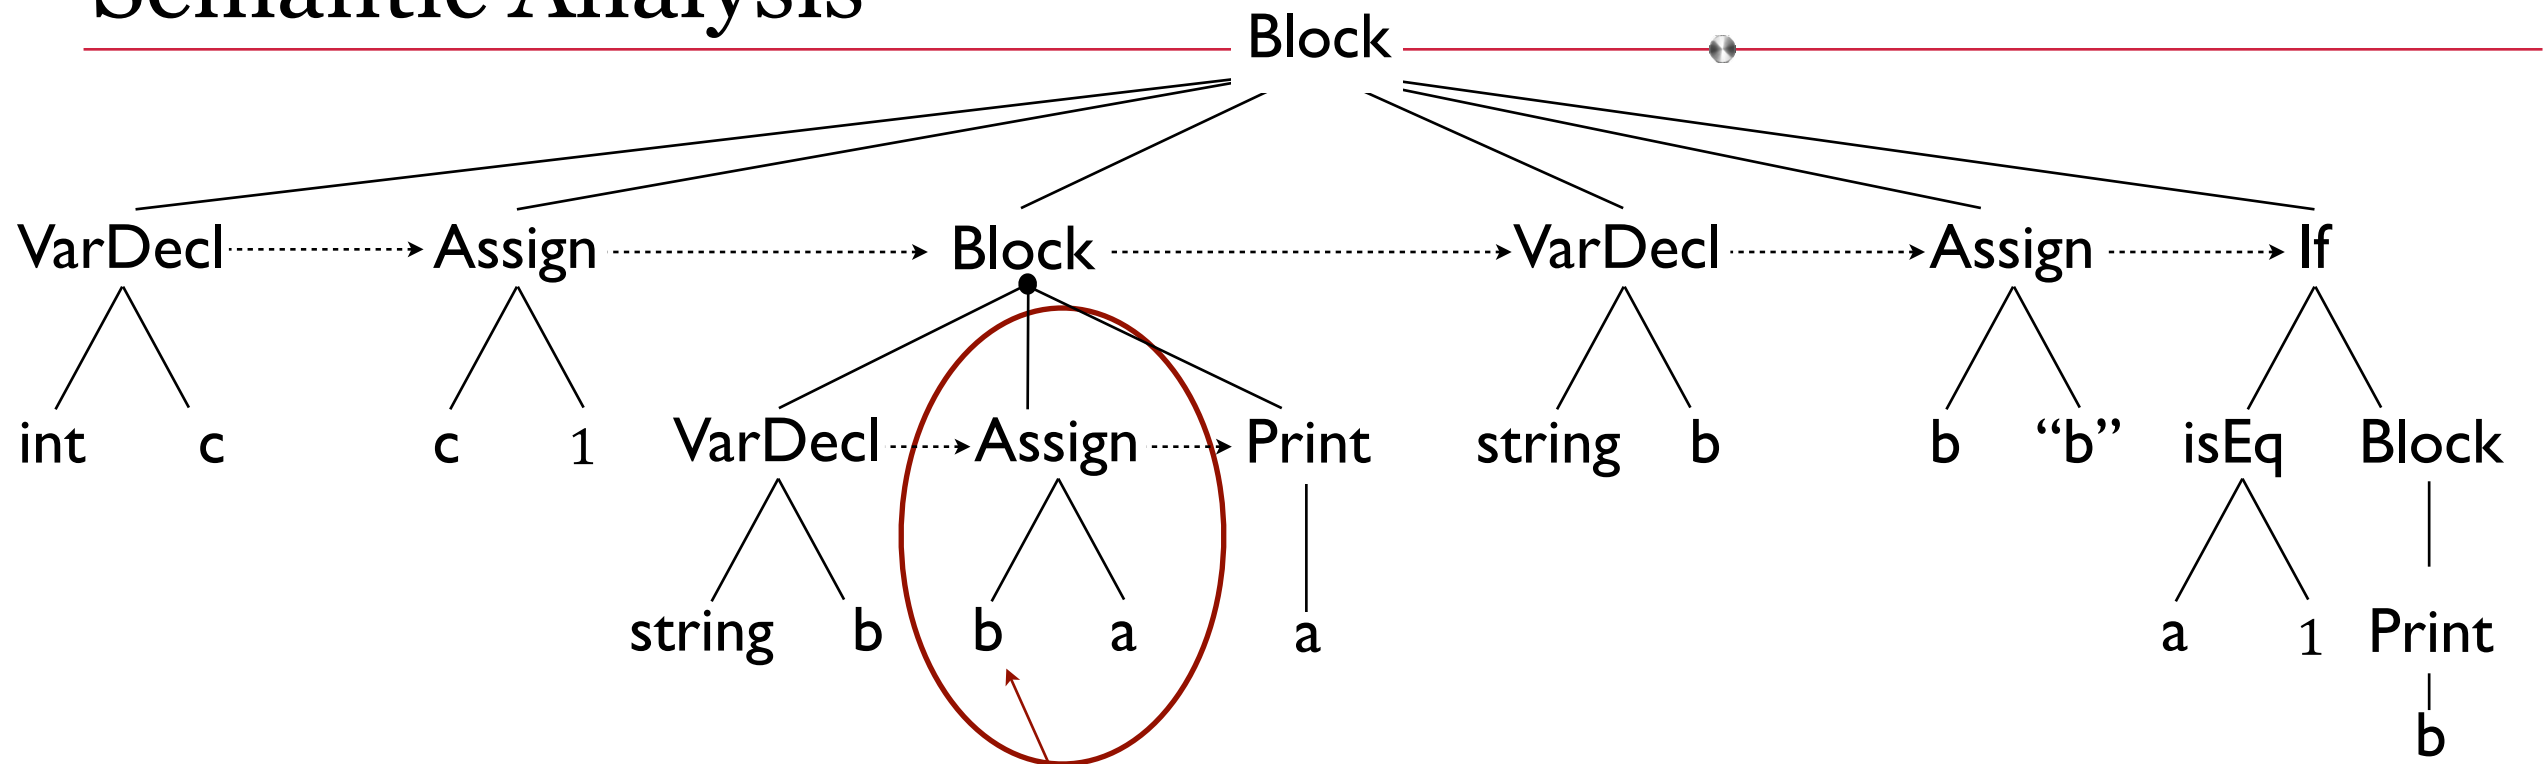 Semantic Analysis
Block
VarDecl Assign Block VarDecl Assign If
int c c 1 VarDecl Assign Print string b b “b” isEq Block
string b b a a a 1 Print
b